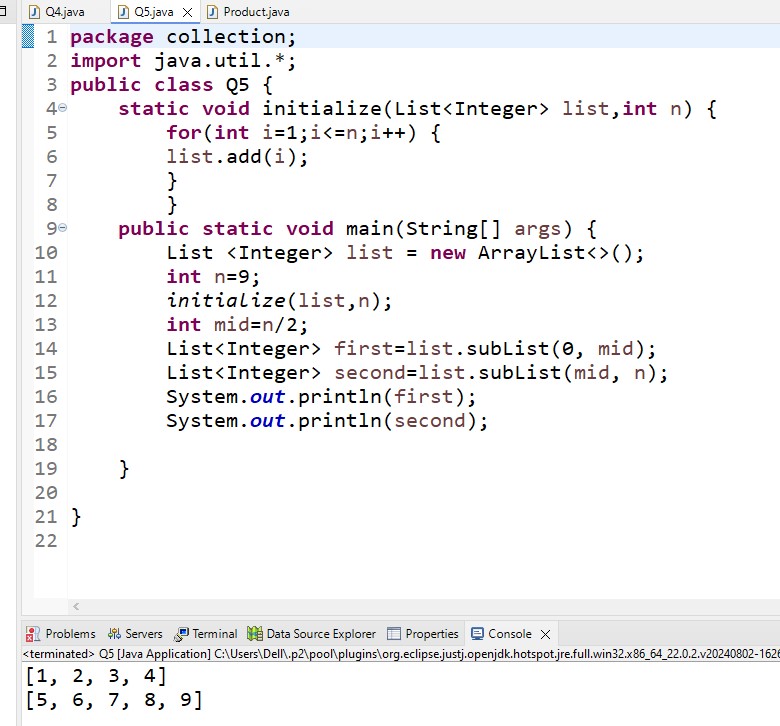 Q4.java Q5.java Product.java
1 package collection;
2 import java.util.*;
3 public class Q5 {
4 static void initialize(List<Integer> list,int n) {
5 for(int i=1;i<=n;i++) {
6 list.add(i);
7 }
8 }
9 public static void main(String[] args) {
10 List <Integer> list = new ArrayList<>();
11 int n=9;
12 initialize(list,n);
13 int mid=n/2;
14 List<Integer> first=list.subList(0, mid);
15 List<Integer> second=list.subList(mid, n);
16 System.out.println(first);
17 System.out.println(second);
18
19 }
20
21 }
22
Problems Servers Terminal Data Source Explorer Properties Console
<terminated> Q5 [Java Application] C:\Users\Dell\.p2\pool\plugins\org.eclipse.justj.openjdk.hotspot.jre.full.win32.x86_64_22.0.2.v20240802-1626
[1, 2, 3, 4]
[5, 6, 7, 8, 9]